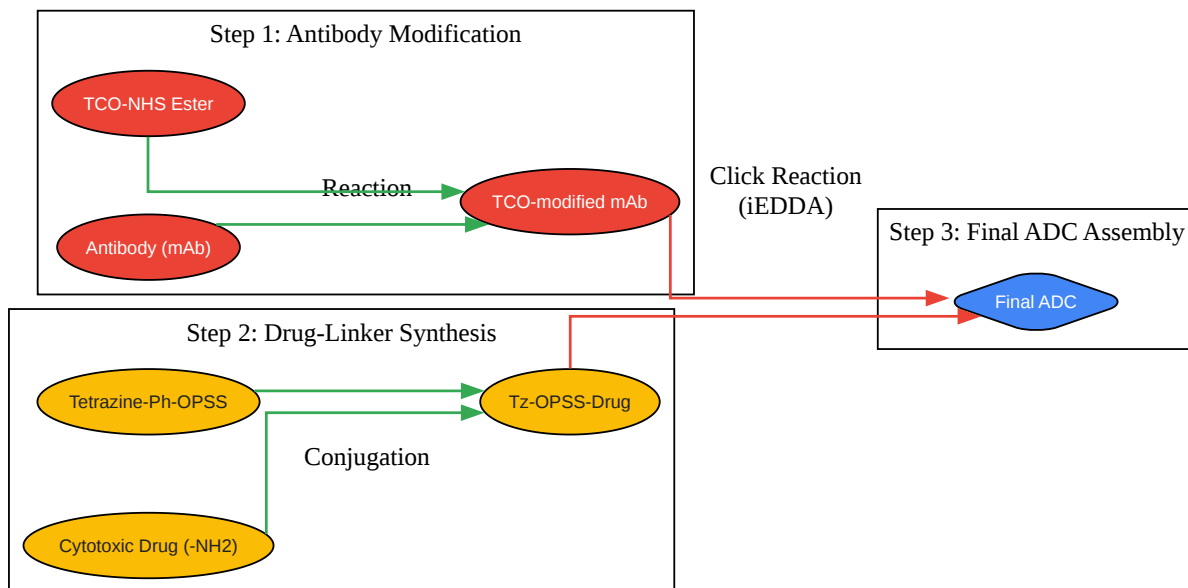 Step 1: Antibody Modification
TCO-NHS Ester
Reaction
TCO-modified mAb
Antibody (mAb)
Click Reaction
(iEDDA)
Step 2: Drug-Linker Synthesis
Tetrazine-Ph-OPSS
Tz-OPSS-Drug
Conjugation
Cytotoxic Drug (-NH2)
Step 3: Final ADC Assembly
Final ADC